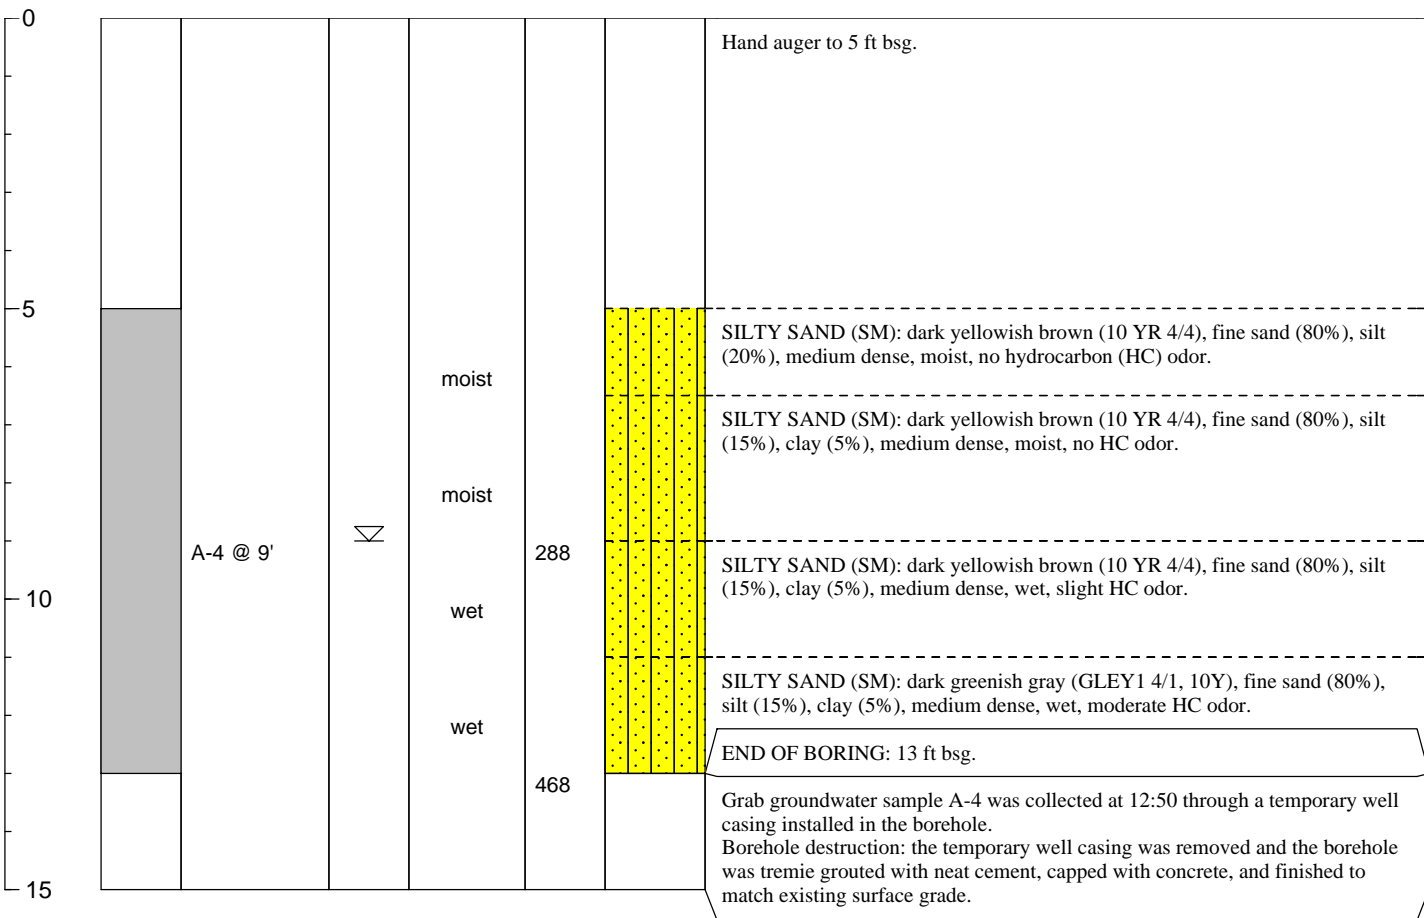 0
Hand auger to 5 ft bsg.
5
SILTY SAND (SM): dark yellowish brown (10 YR 4/4), fine sand (80%), silt
(20%), medium dense, moist, no hydrocarbon (HC) odor.
moist
SILTY SAND (SM): dark yellowish brown (10 YR 4/4), fine sand (80%), silt
(15%), clay (5%), medium dense, moist, no HC odor.
moist
A-4 @ 9'
288
SILTY SAND (SM): dark yellowish brown (10 YR 4/4), fine sand (80%), silt
(15%), clay (5%), medium dense, wet, slight HC odor.
10
wet
SILTY SAND (SM): dark greenish gray (GLEY1 4/1, 10Y), fine sand (80%),
silt (15%), clay (5%), medium dense, wet, moderate HC odor.
wet
END OF BORING: 13 ft bsg.
468
Grab groundwater sample A-4 was collected at 12:50 through a temporary well
casing installed in the borehole.
Borehole destruction: the temporary well casing was removed and the borehole
was tremie grouted with neat cement, capped with concrete, and finished to
match existing surface grade.
15